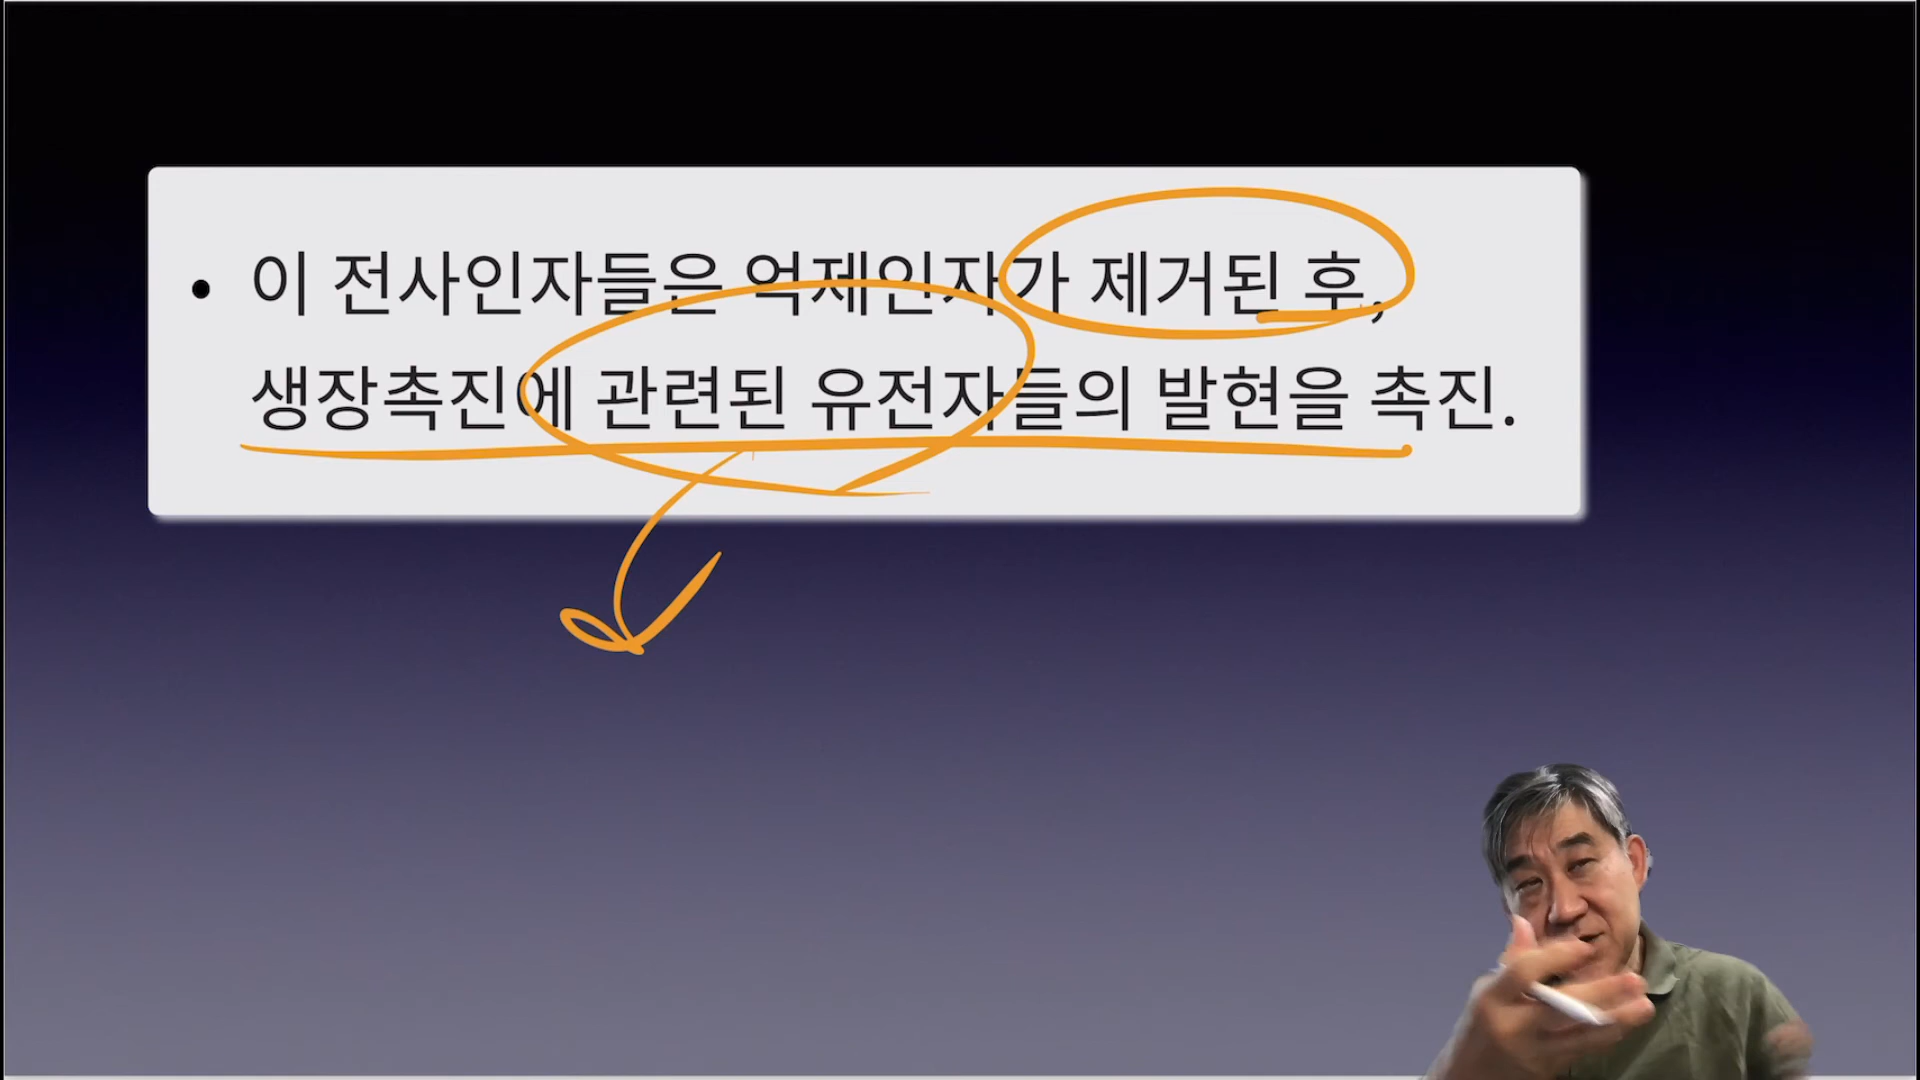 • 이 전사인자들은 억제인자가 제거된 후,
생장촉진에 관련된 유전자들의 발현을 촉진.